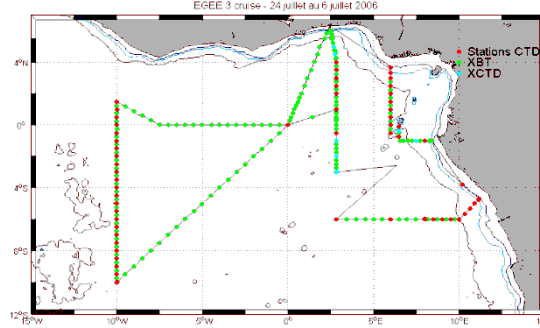 EGEE 3 cruise - 24 juillet au 6 juillet 2006
Stations CTD
XBT
XCTD
4°N
0°
4°S
8°S
12°S
15°W 10°W 5°W 0° 5°E 10°E